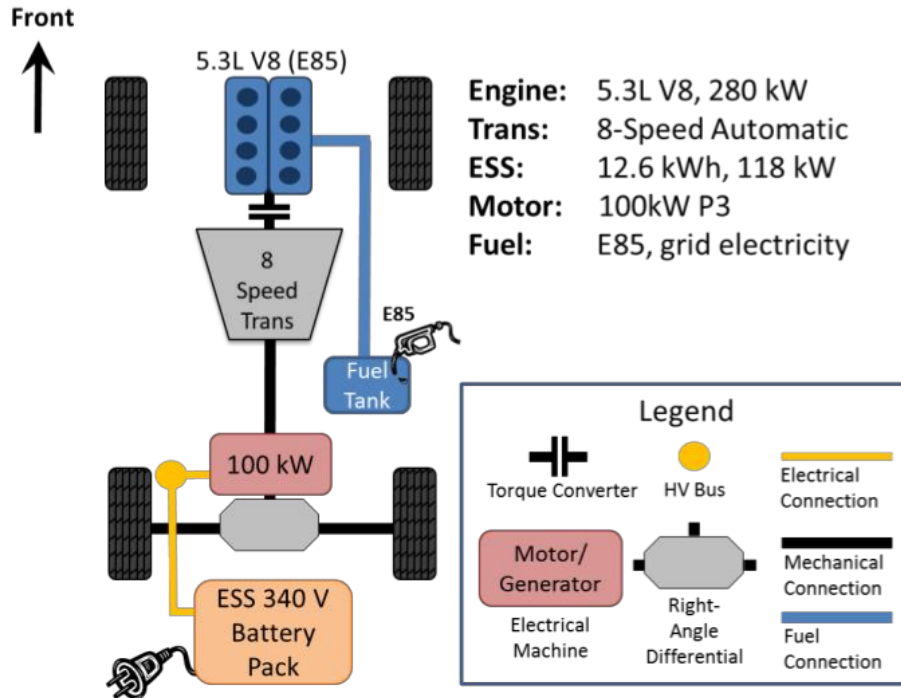 Front
5.3L V8 (E85)
Engine: 5.3L V8, 280 kW
Trans: 8-Speed Automatic
ESS: 12.6 kWh, 118 kW
Motor: 100kW P3
Fuel: E85, grid electricity
8
Speed
Trans
E85
Fuel
Tank
100 kW
ESS 340 V
Battery
Pack
Legend
Torque Converter
HV Bus
Electrical
Connection
Motor/
Generator
Electrical
Machine
Right-
Angle
Differential
Mechanical
Connection
Fuel
Connection